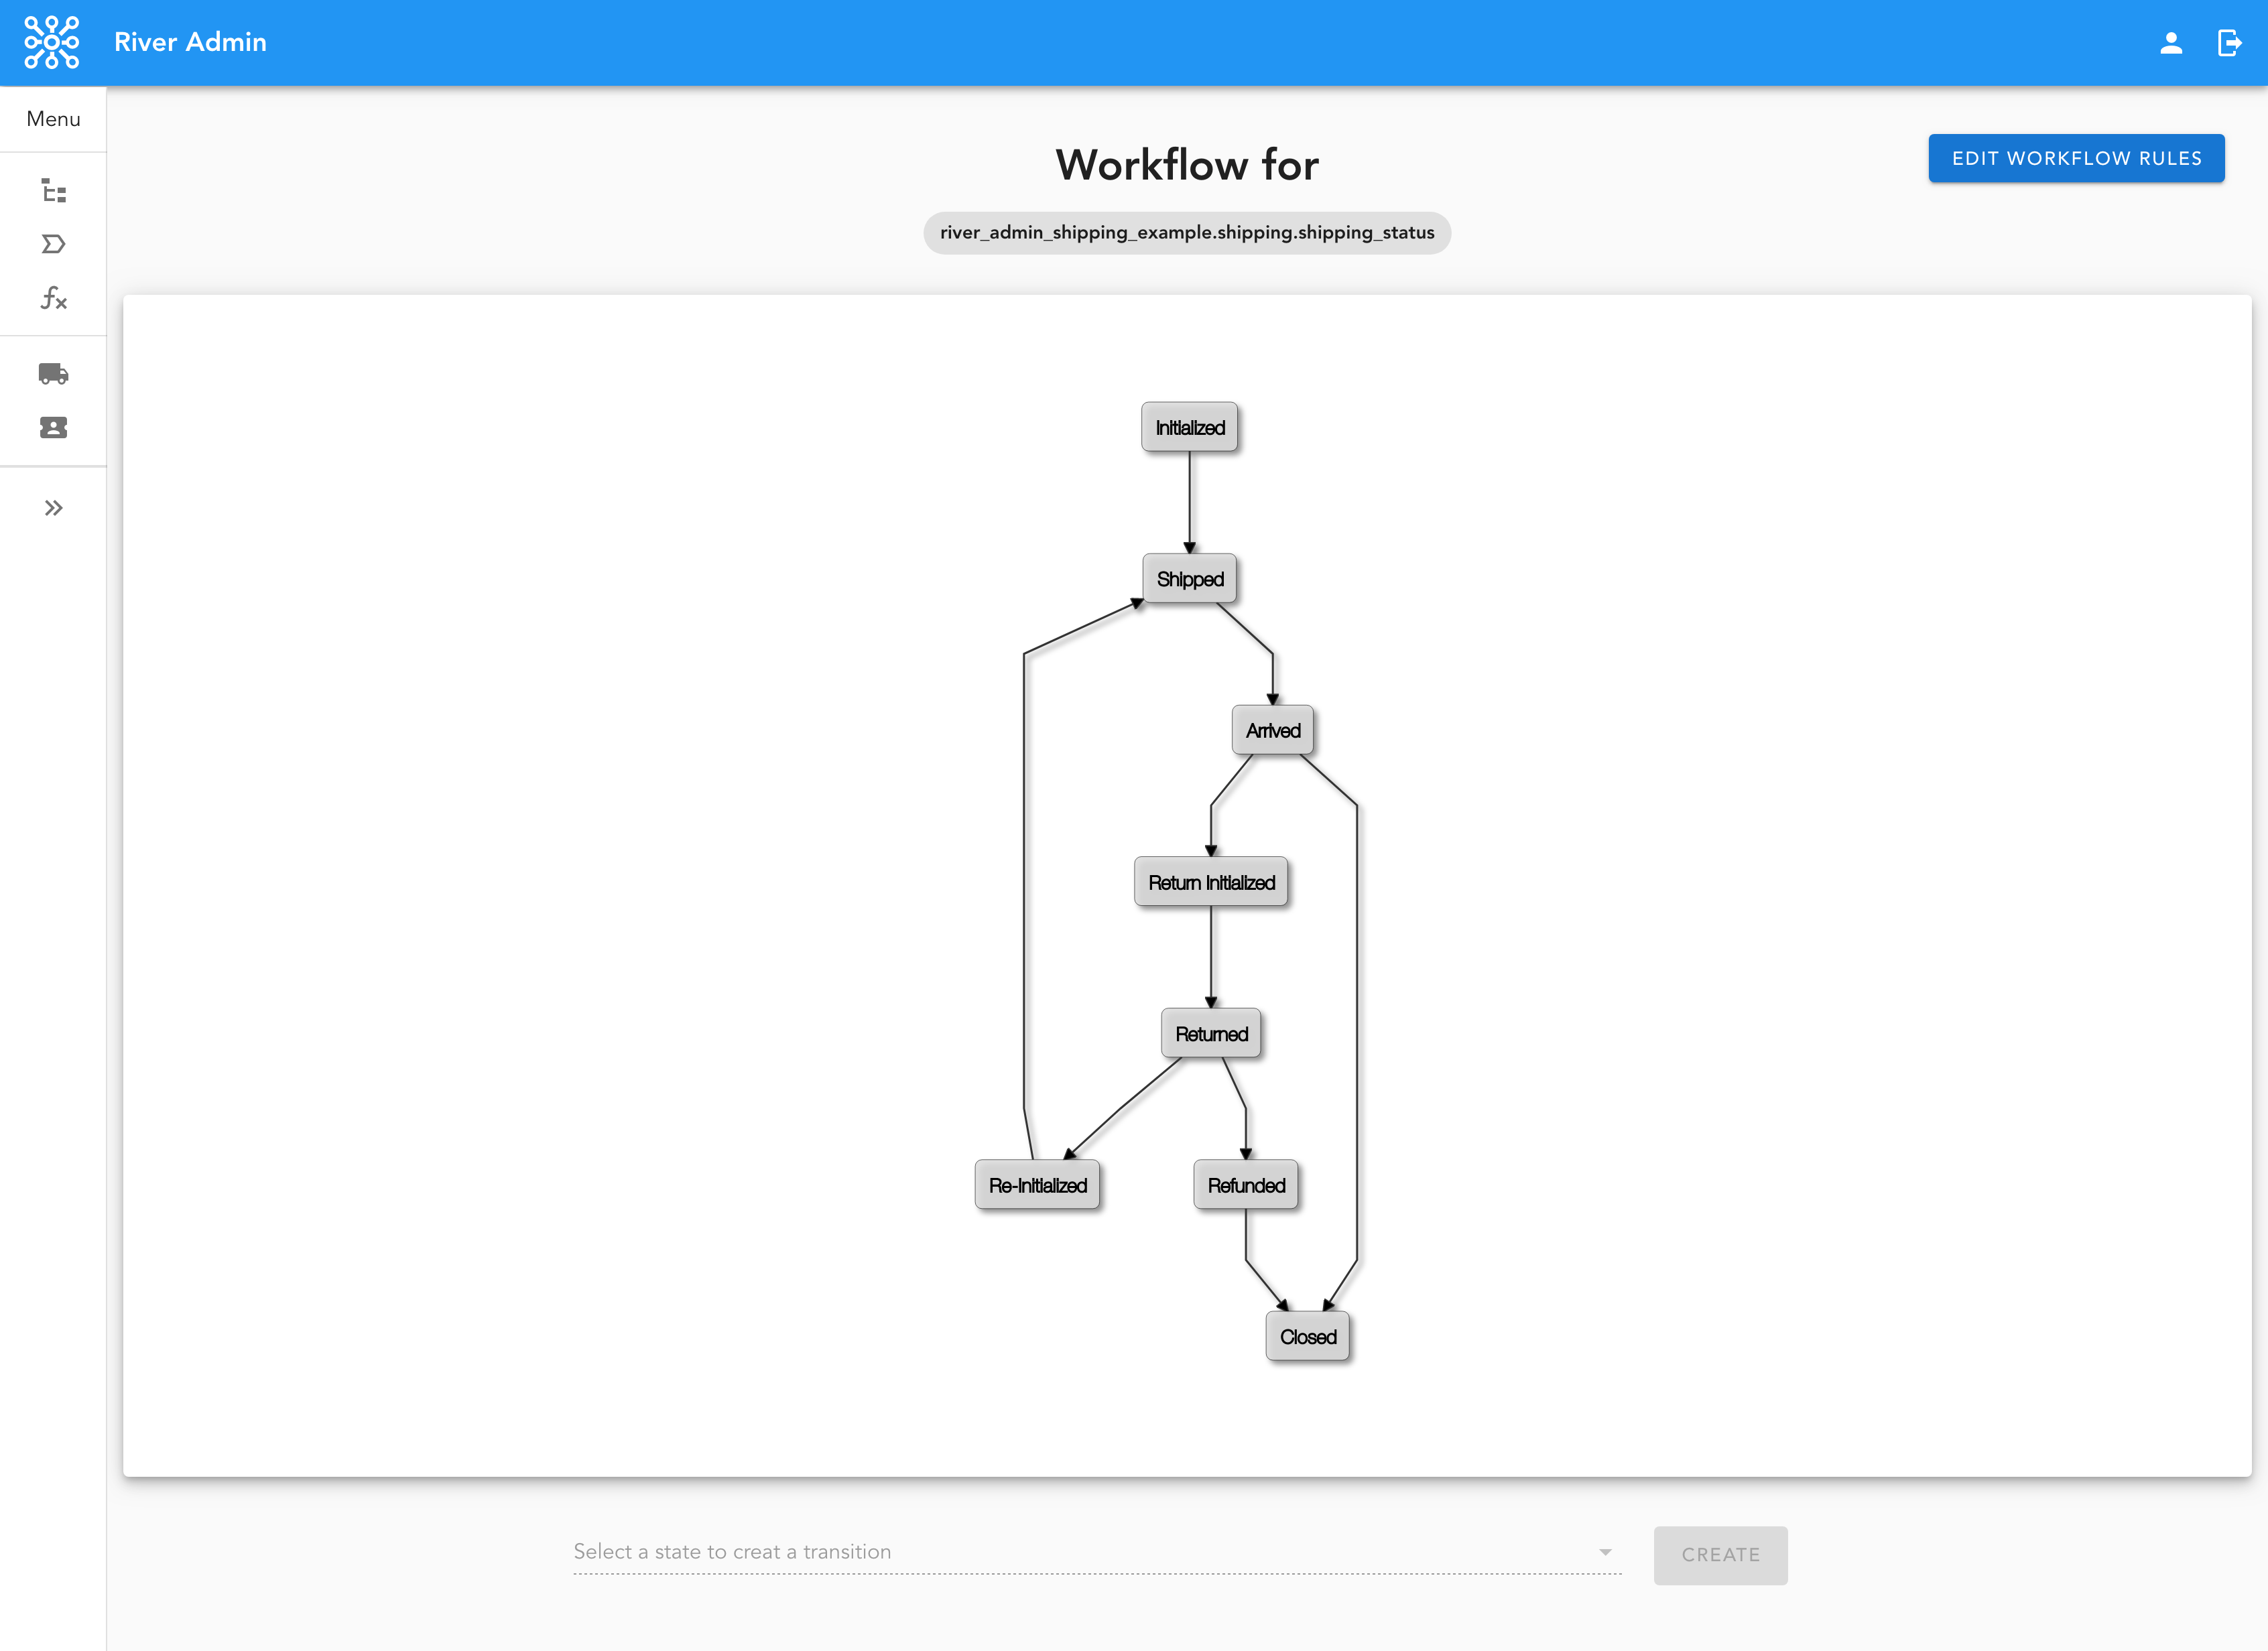 River Admin
Menu
Workflow for
EDIT WORKFLOW RULES
river_admin_shipping_example.shipping.shipping_status
Initialized
Shipped
Arrived
Return Initialized
Returned
Re-Initialized
Refunded
Closed
Select a state to creat a transition
CREATE